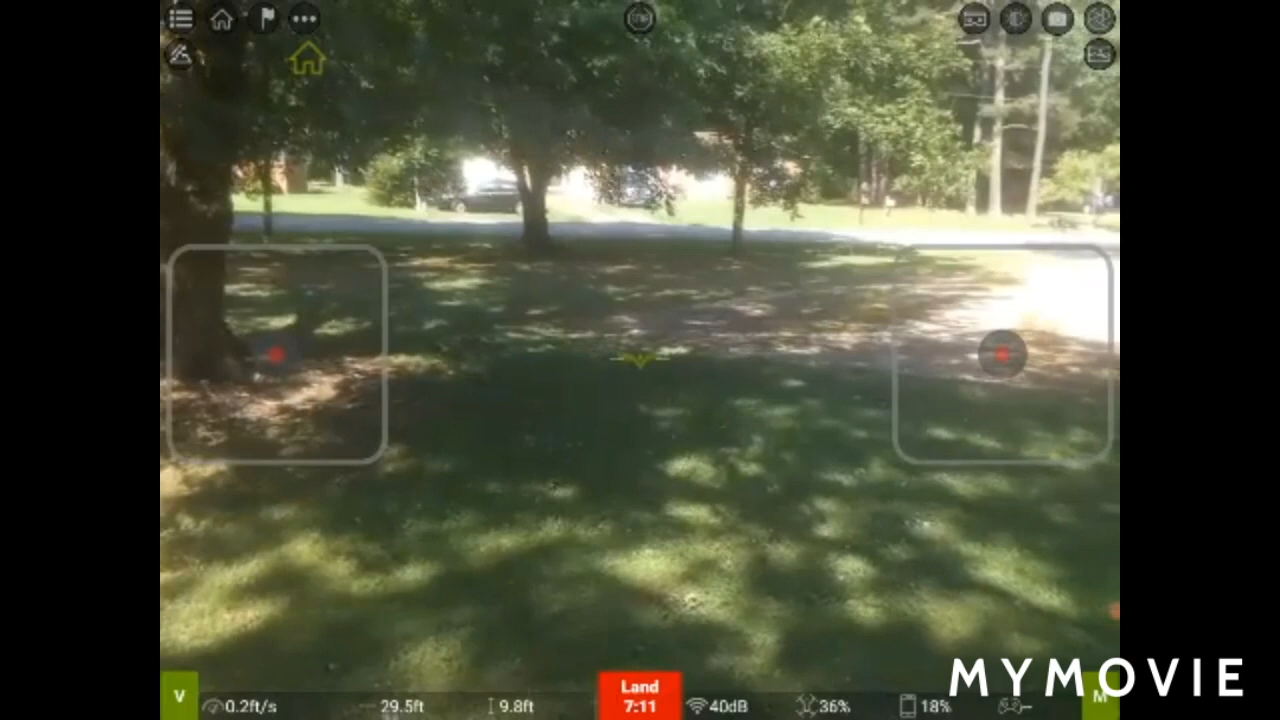 V
0.2ft/s
29.5ft
9.8ft
Land
7:11
40dB
36%
18%
M
MYMOVIE